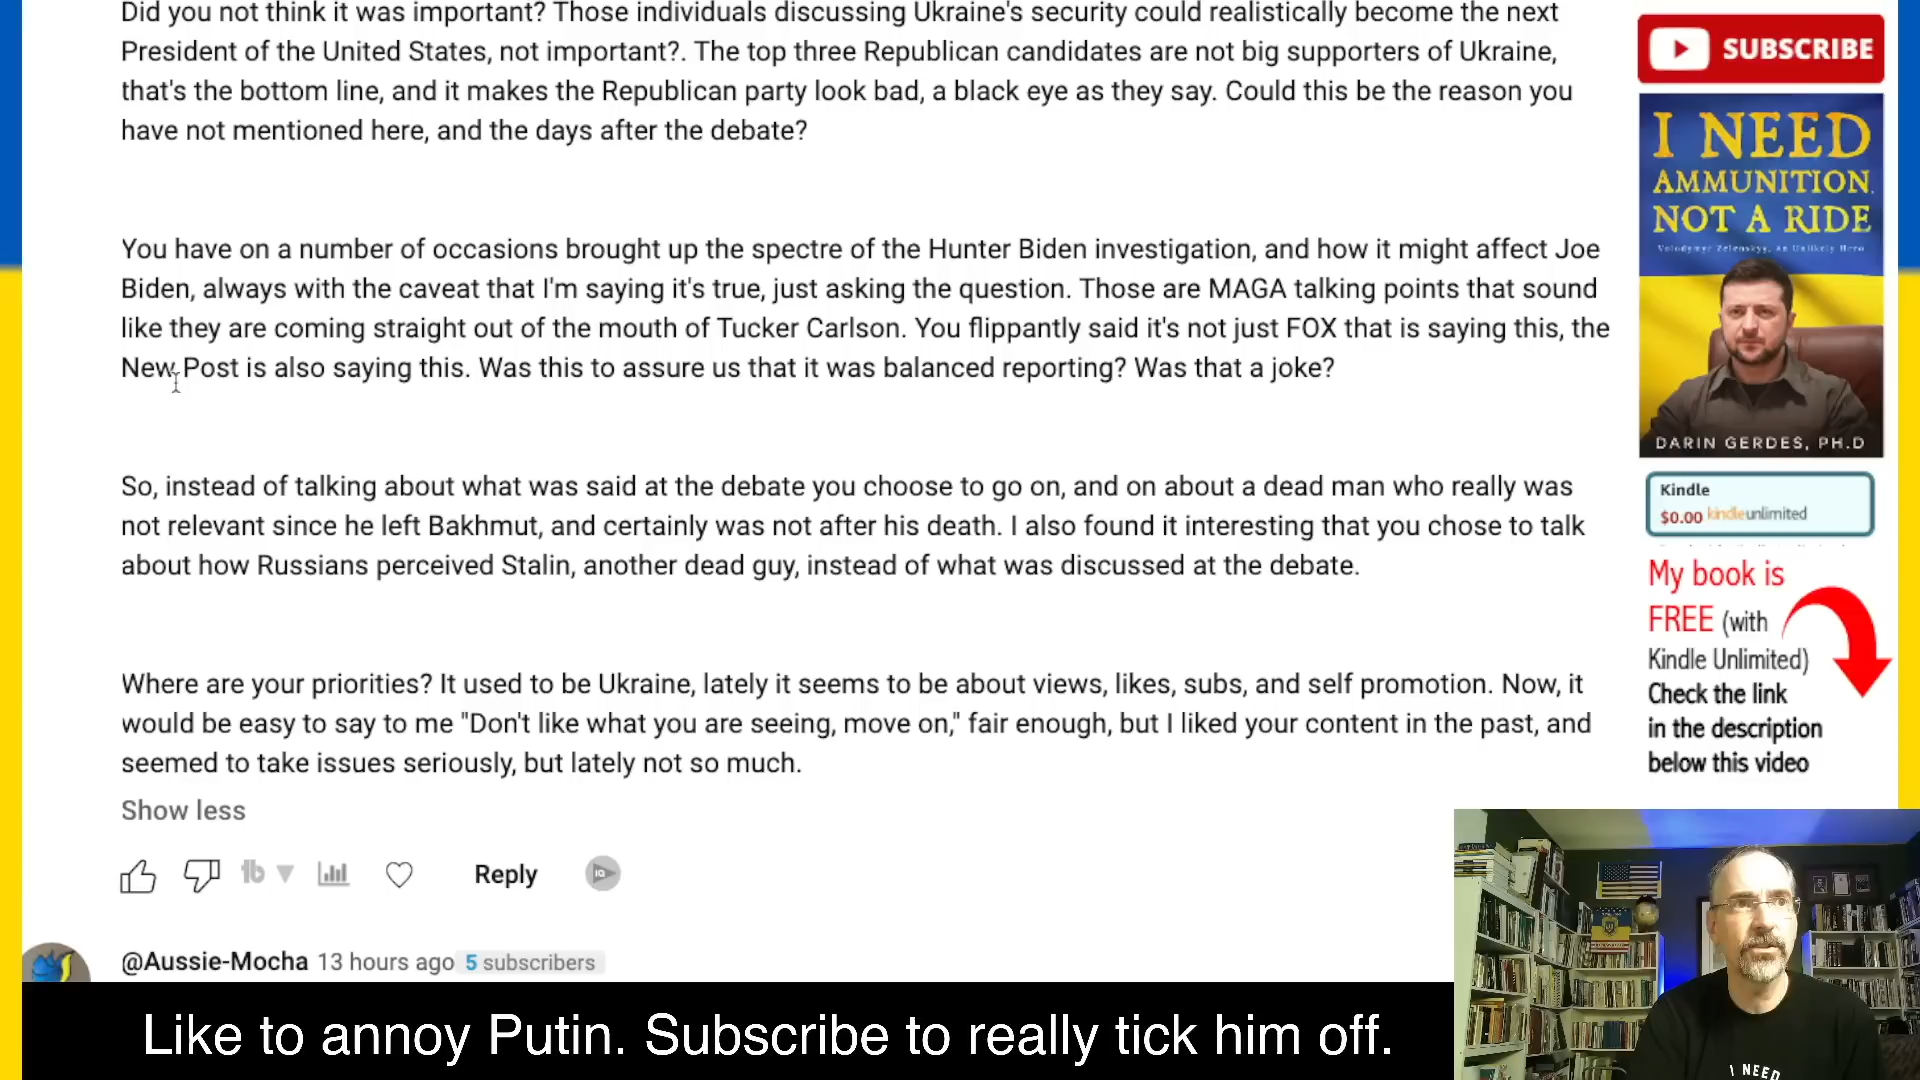 Did you not think it was important? Those individuals discussing Ukraine's security could realistically become the next
President of the United States, not important?. The top three Republican candidates are not big supporters of Ukraine,
that's the bottom line, and it makes the Republican party look bad, a black eye as they say. Could this be the reason you
have not mentioned here, and the days after the debate?
You have on a number of occasions brought up the spectre of the Hunter Biden investigation, and how it might affect Joe
Biden, always with the caveat that I'm saying it's true, just asking the question. Those are MAGA talking points that sound
like they are coming straight out of the mouth of Tucker Carlson. You flippantly said it's not just FOX that is saying this, the
New Post is also saying this. Was this to assure us that it was balanced reporting? Was that a joke?
So, instead of talking about what was said at the debate you choose to go on, and on about a dead man who really was
not relevant since he left Bakhmut, and certainly was not after his death. I also found it interesting that you chose to talk
about how Russians perceived Stalin, another dead guy, instead of what was discussed at the debate.
Where are your priorities? It used to be Ukraine, lately it seems to be about views, likes, subs, and self promotion. Now, it
would be easy to say to me "Don't like what you are seeing, move on," fair enough, but I liked your content in the past, and
seemed to take issues seriously, but lately not so much.
Show less
tb
Reply
IQ
@Aussie-Mocha 13 hours ago 5 subscribers
Like to annoy Putin. Subscribe to really tick him off.
SUBSCRIBE
I NEED
AMMUNITION,
NOT A RIDE
Volodymyr Zelenskyy, An Unlikely Hero
DARIN GERDES, PH.D
Kindle
$0.00 kindleunlimited
My book is
FREE (with
Kindle Unlimited)
Check the link
in the description
below this video
I NEED